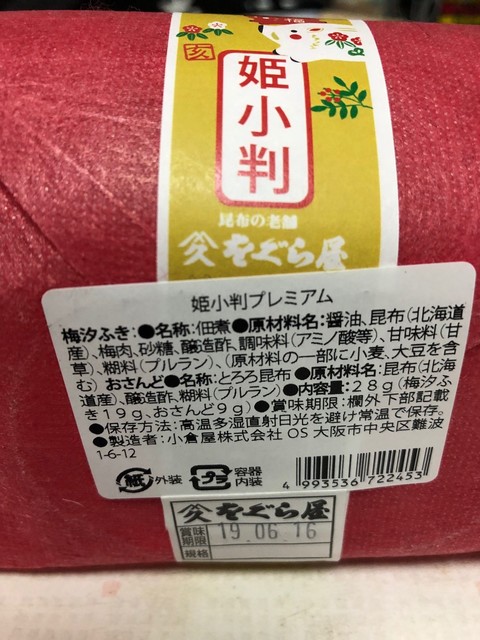 福
亥
姫小判
昆布の老舗
をぐら屋
姫小判プレミアム
梅汐ふき:●名称:佃煮●原材料名:醤油、昆布(北海道
産)、梅肉、砂糖、醸造酢、調味料(アミノ酸等)、甘味料(甘
草)、糊料(プルラン)、(原材料の一部に小麦、大豆を含
む) おさんど●名称:とろろ昆布●原材料名:昆布(北海
道産)、醸造酢、糊料(プルラン)●内容量:28g(梅汐ふ
き19g、おさんど9g)●賞味期限:欄外下部記載
●保存方法:高温多湿直射日光を避け常温で保存。
●製造者:小倉屋株式会社 OS 大阪市中央区難波
1-6-12
紙 外装
プラ 容器
内装
4 993536 722453
をぐら屋
賞味
期限 19.06.16
規格